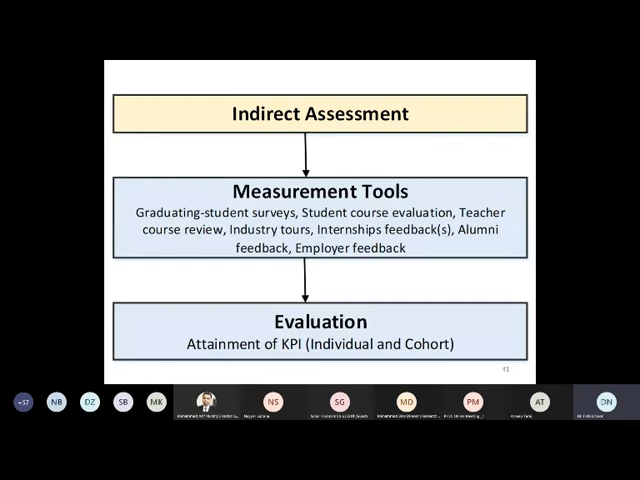 Indirect Assessment
Measurement Tools
Graduating-student surveys, Student course evaluation, Teacher
course review, Industry tours, Internships feedback(s), Alumni
feedback, Employer feedback
Evaluation
Attainment of KPI (Individual and Cohort)
41
+57 NB DZ SB MK NS SG MD PM AT DN